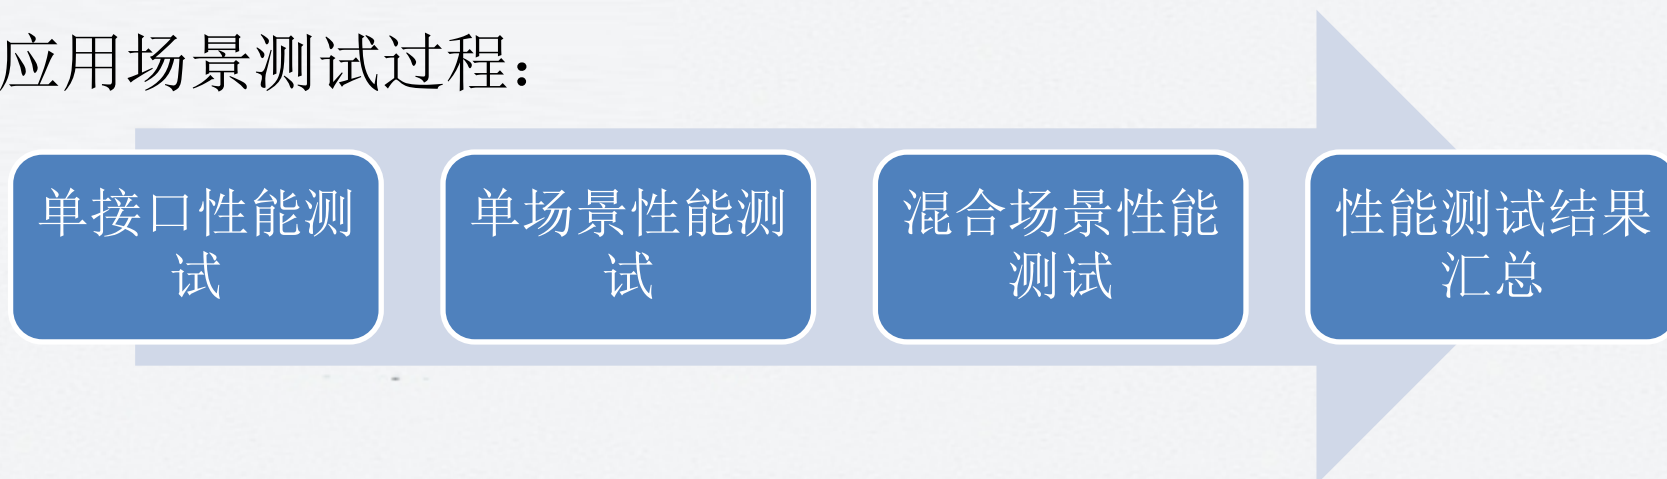 应用场景测试过程：
单接口性能测
试
单场景性能测
试
混合场景性能
测试
性能测试结果
汇总